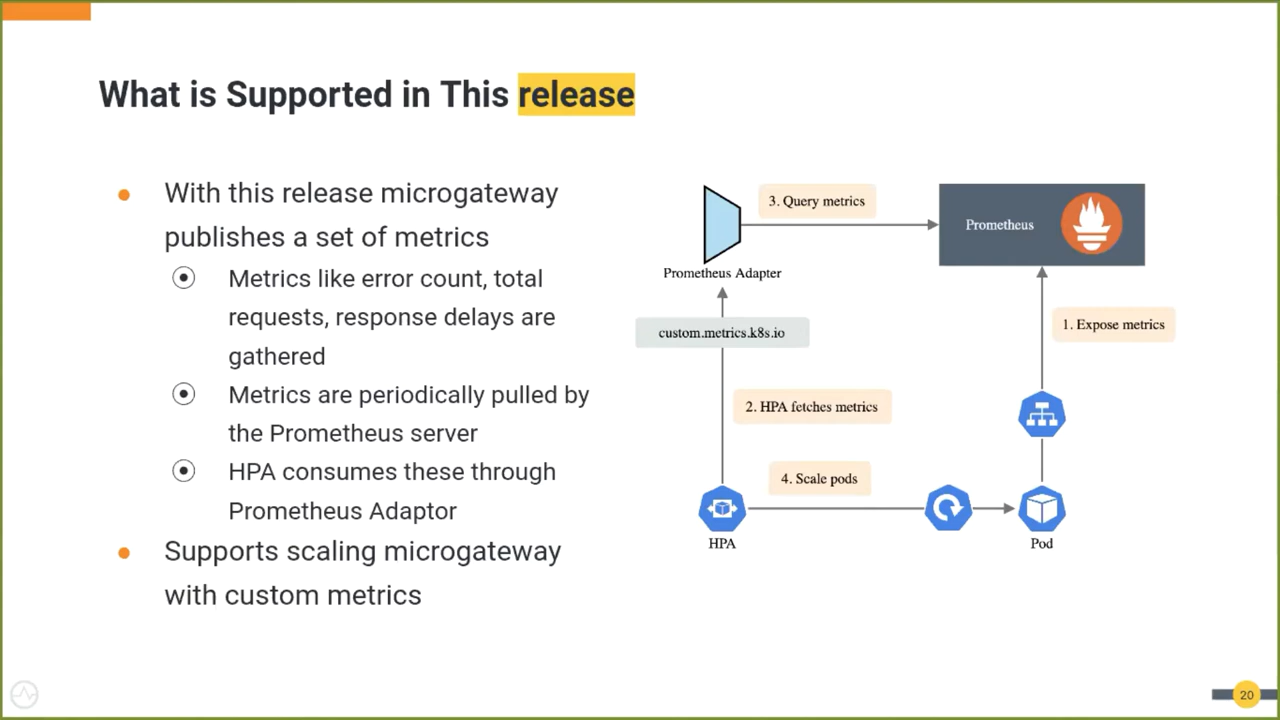 What is Supported in This release
With this release microgateway
publishes a set of metrics
Metrics like error count, total
requests, response delays are
gathered
Metrics are periodically pulled by
the Prometheus server
HPA consumes these through
Prometheus Adaptor
Supports scaling microgateway
with custom metrics
3. Query metrics
Prometheus
Prometheus Adapter
custom.metrics.k8s.io
1. Expose metrics
2. HPA fetches metrics
4. Scale pods
HPA
Pod
20